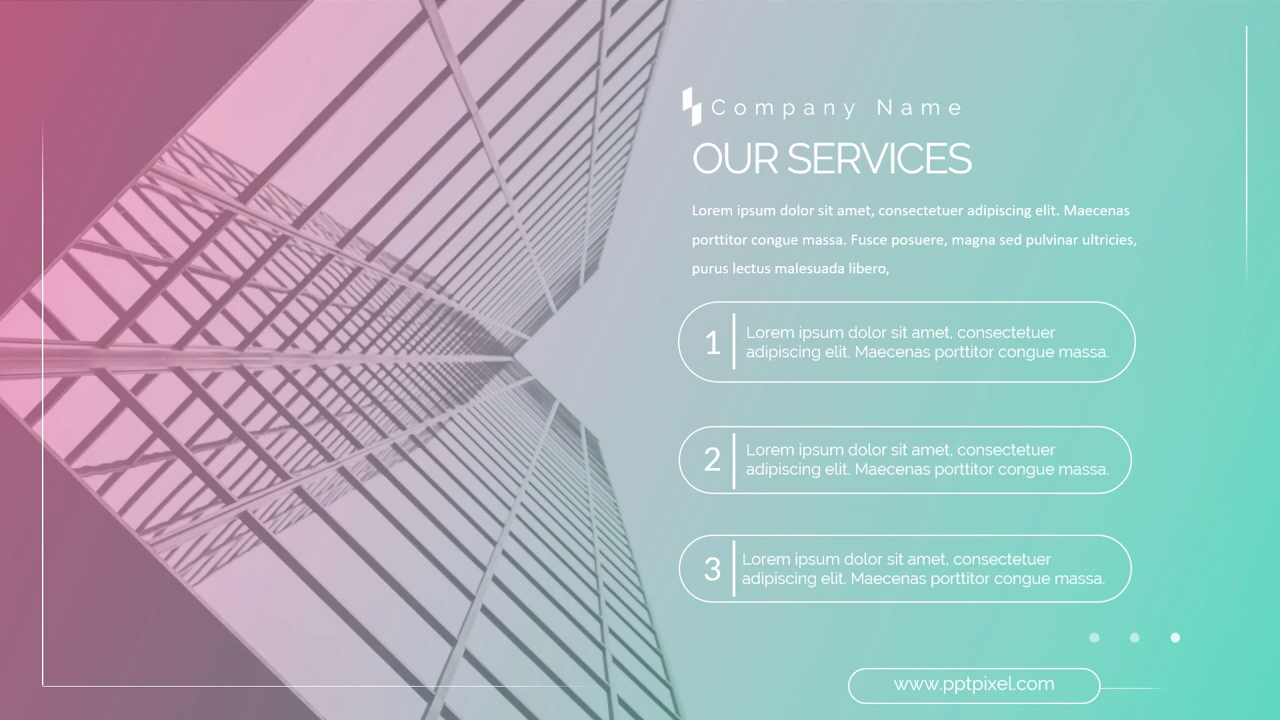 Company Name
OUR SERVICES
Lorem ipsum dolor sit amet, consectetuer adipiscing elit. Maecenas
porttitor congue massa. Fusce posuere, magna sed pulvinar ultricies,
purus lectus malesuada libero,
1
Lorem ipsum dolor sit amet, consectetuer
adipiscing elit. Maecenas porttitor congue massa.
2
Lorem ipsum dolor sit amet, consectetuer
adipiscing elit. Maecenas porttitor congue massa.
3
Lorem ipsum dolor sit amet, consectetuer
adipiscing elit. Maecenas porttitor congue massa.
www.pptpixel.com